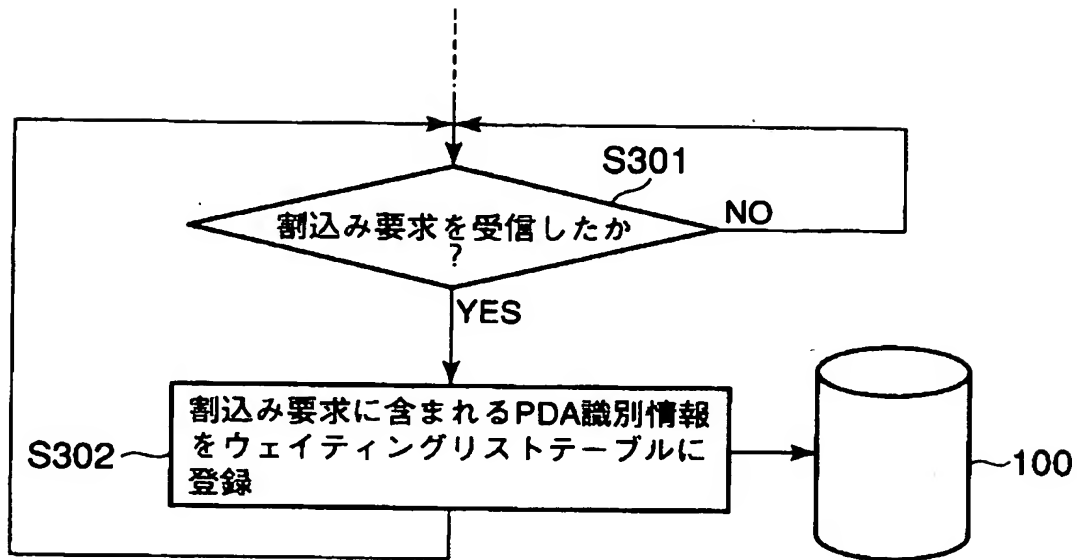 S301
割込み要求を受信したか
?
NO
YES
割込み要求に含まれるPDA識別情報
をウェイティングリストテーブルに
登録
S302
100